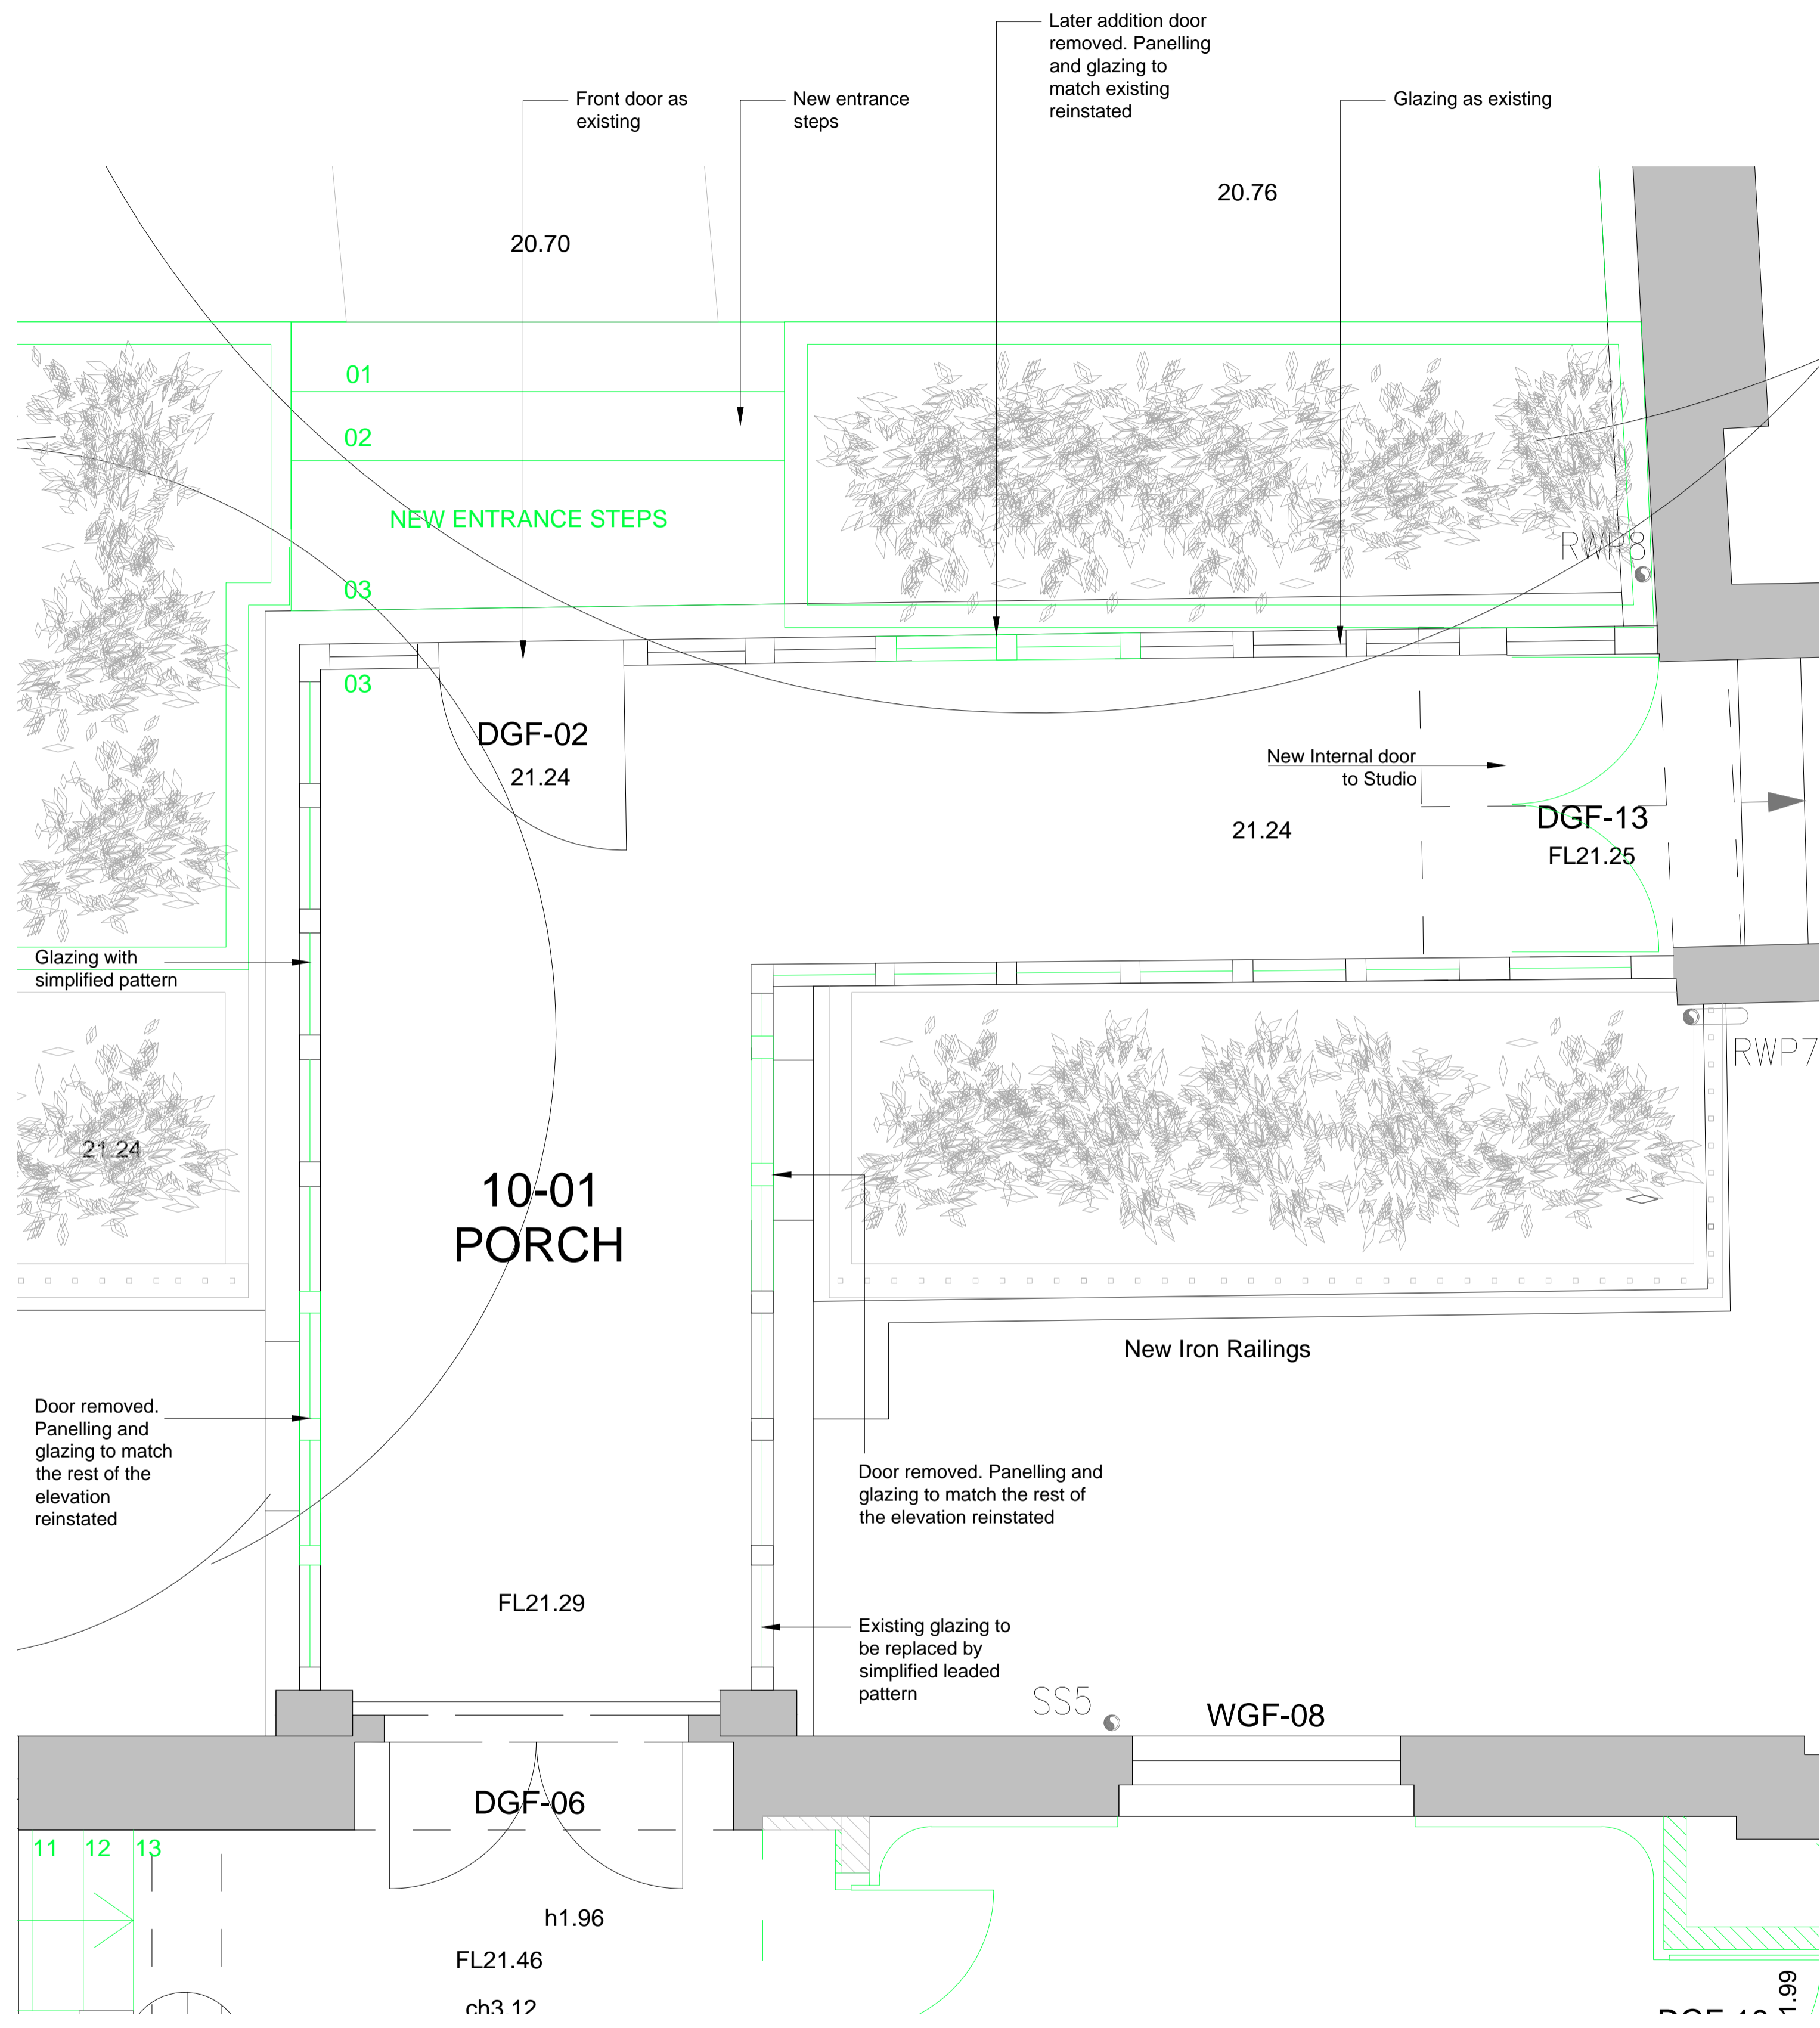 Later addition door
removed. Panelling
and glazing to
match existing
reinstated
Front door as
existing
New entrance
steps
Glazing as existing
20.76
20.70
01
02
NEW ENTRANCE STEPS
RWP8
03
03
DGF-02
21.24
New Internal door
to Studio
DGF-13
21.24
FL21.25
Glazing with
simplified pattern
RWP7
21.24
10-01
PORCH
New Iron Railings
Door removed.
Panelling and
glazing to match
the rest of the
elevation
reinstated
Door removed. Panelling and
glazing to match the rest of
the elevation reinstated
FL21.29
Existing glazing to
be replaced by
simplified leaded
pattern
SS5
WGF-08
DGF-06
11
12
13
h1.96
FL21.46
ch3.12
1.99